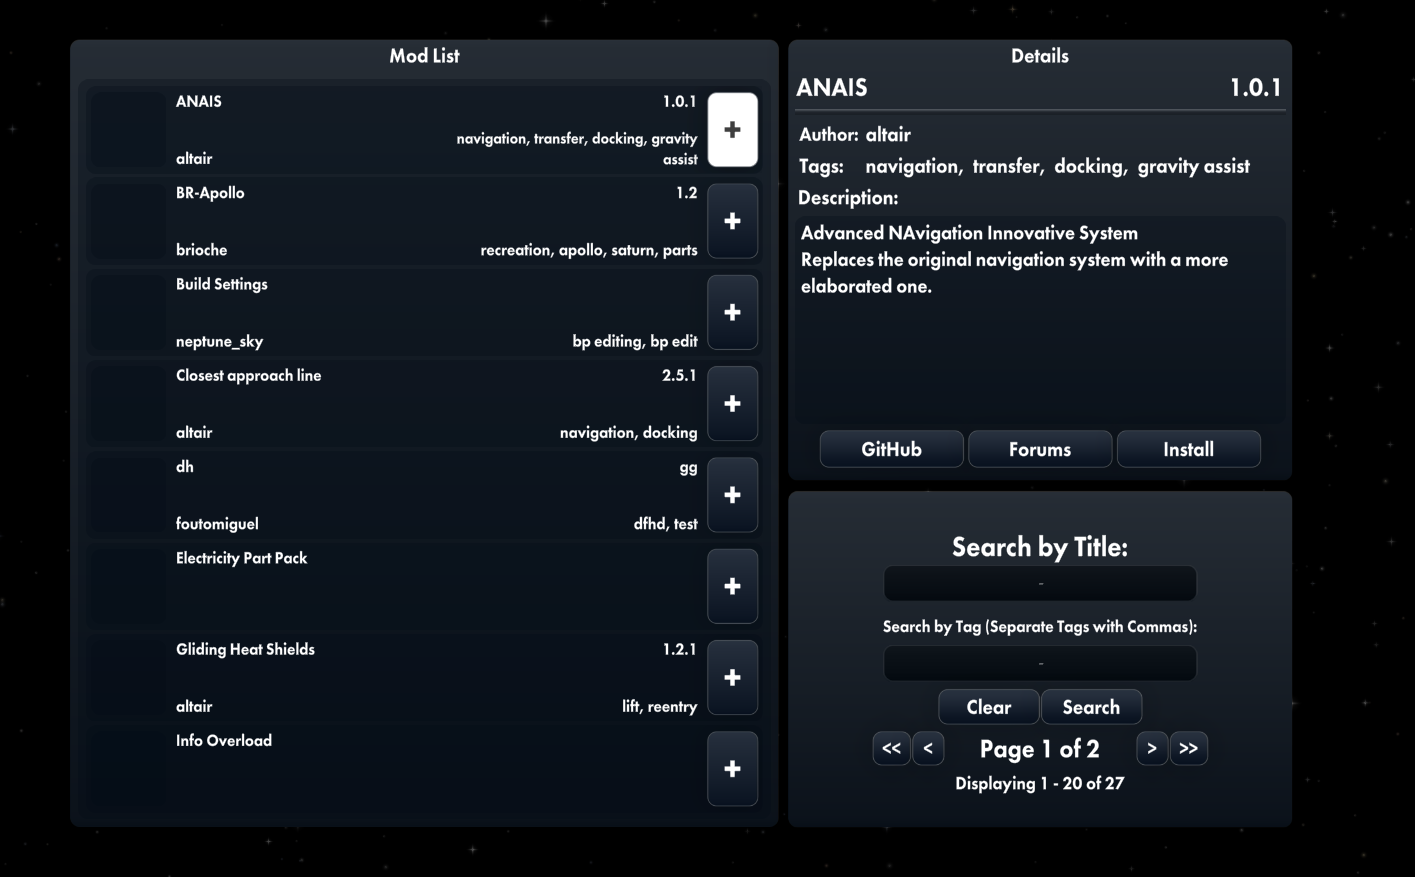 Mod List
ANAIS 1.0.1
navigation, transfer, docking, gravity
altair assist
+
BR-Apollo 1.2
brioche recreation, apollo, saturn, parts
+
Build Settings
neptune_sky bp editing, bp edit
+
Closest approach line 2.5.1
altair navigation, docking
+
dh gg
foutomiguel dfhd, test
+
Electricity Part Pack
+
Gliding Heat Shields 1.2.1
altair lift, reentry
+
Info Overload
+
Details
ANAIS 1.0.1
Author: altair
Tags: navigation, transfer, docking, gravity assist
Description:
Advanced NAvigation Innovative System
Replaces the original navigation system with a more
elaborated one.
GitHub Forums Install
Search by Title:
-
Search by Tag (Separate Tags with Commas):
-
Clear Search
<< < Page 1 of 2 > >>
Displaying 1 - 20 of 27